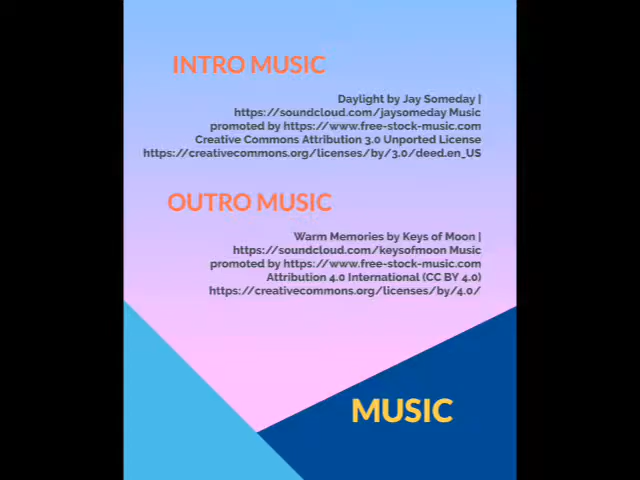 INTRO MUSIC
Daylight by Jay Someday |
https://soundcloud.com/jaysomeday Music
promoted by https://www.free-stock-music.com
Creative Commons Attribution 3.0 Unported License
https://creativecommons.org/licenses/by/3.0/deed.en_US
OUTRO MUSIC
Warm Memories by Keys of Moon |
https://soundcloud.com/keysofmoon Music
promoted by https://www.free-stock-music.com
Attribution 4.0 International (CC BY 4.0)
https://creativecommons.org/licenses/by/4.0/
MUSIC